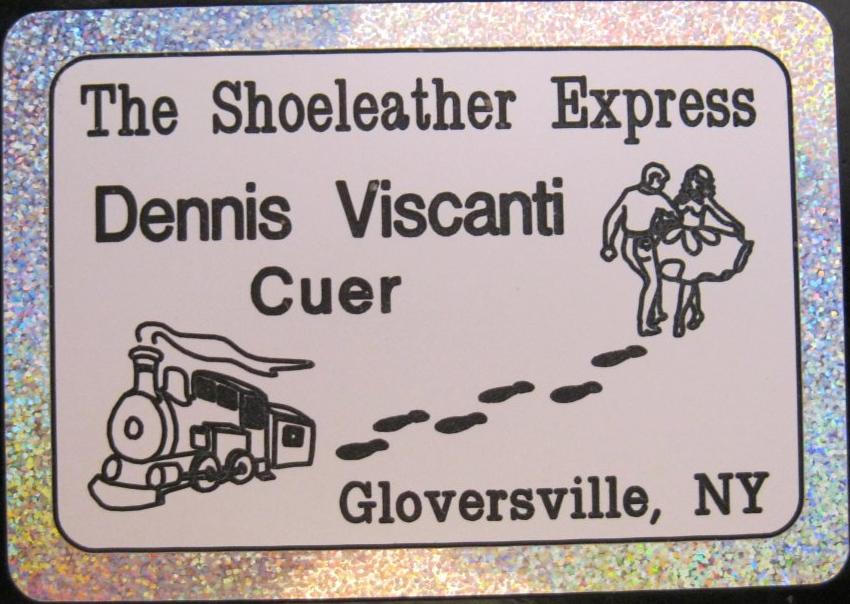 The Shoeleather Express
Dennis Viscanti
Cuer
Gloversville, NY